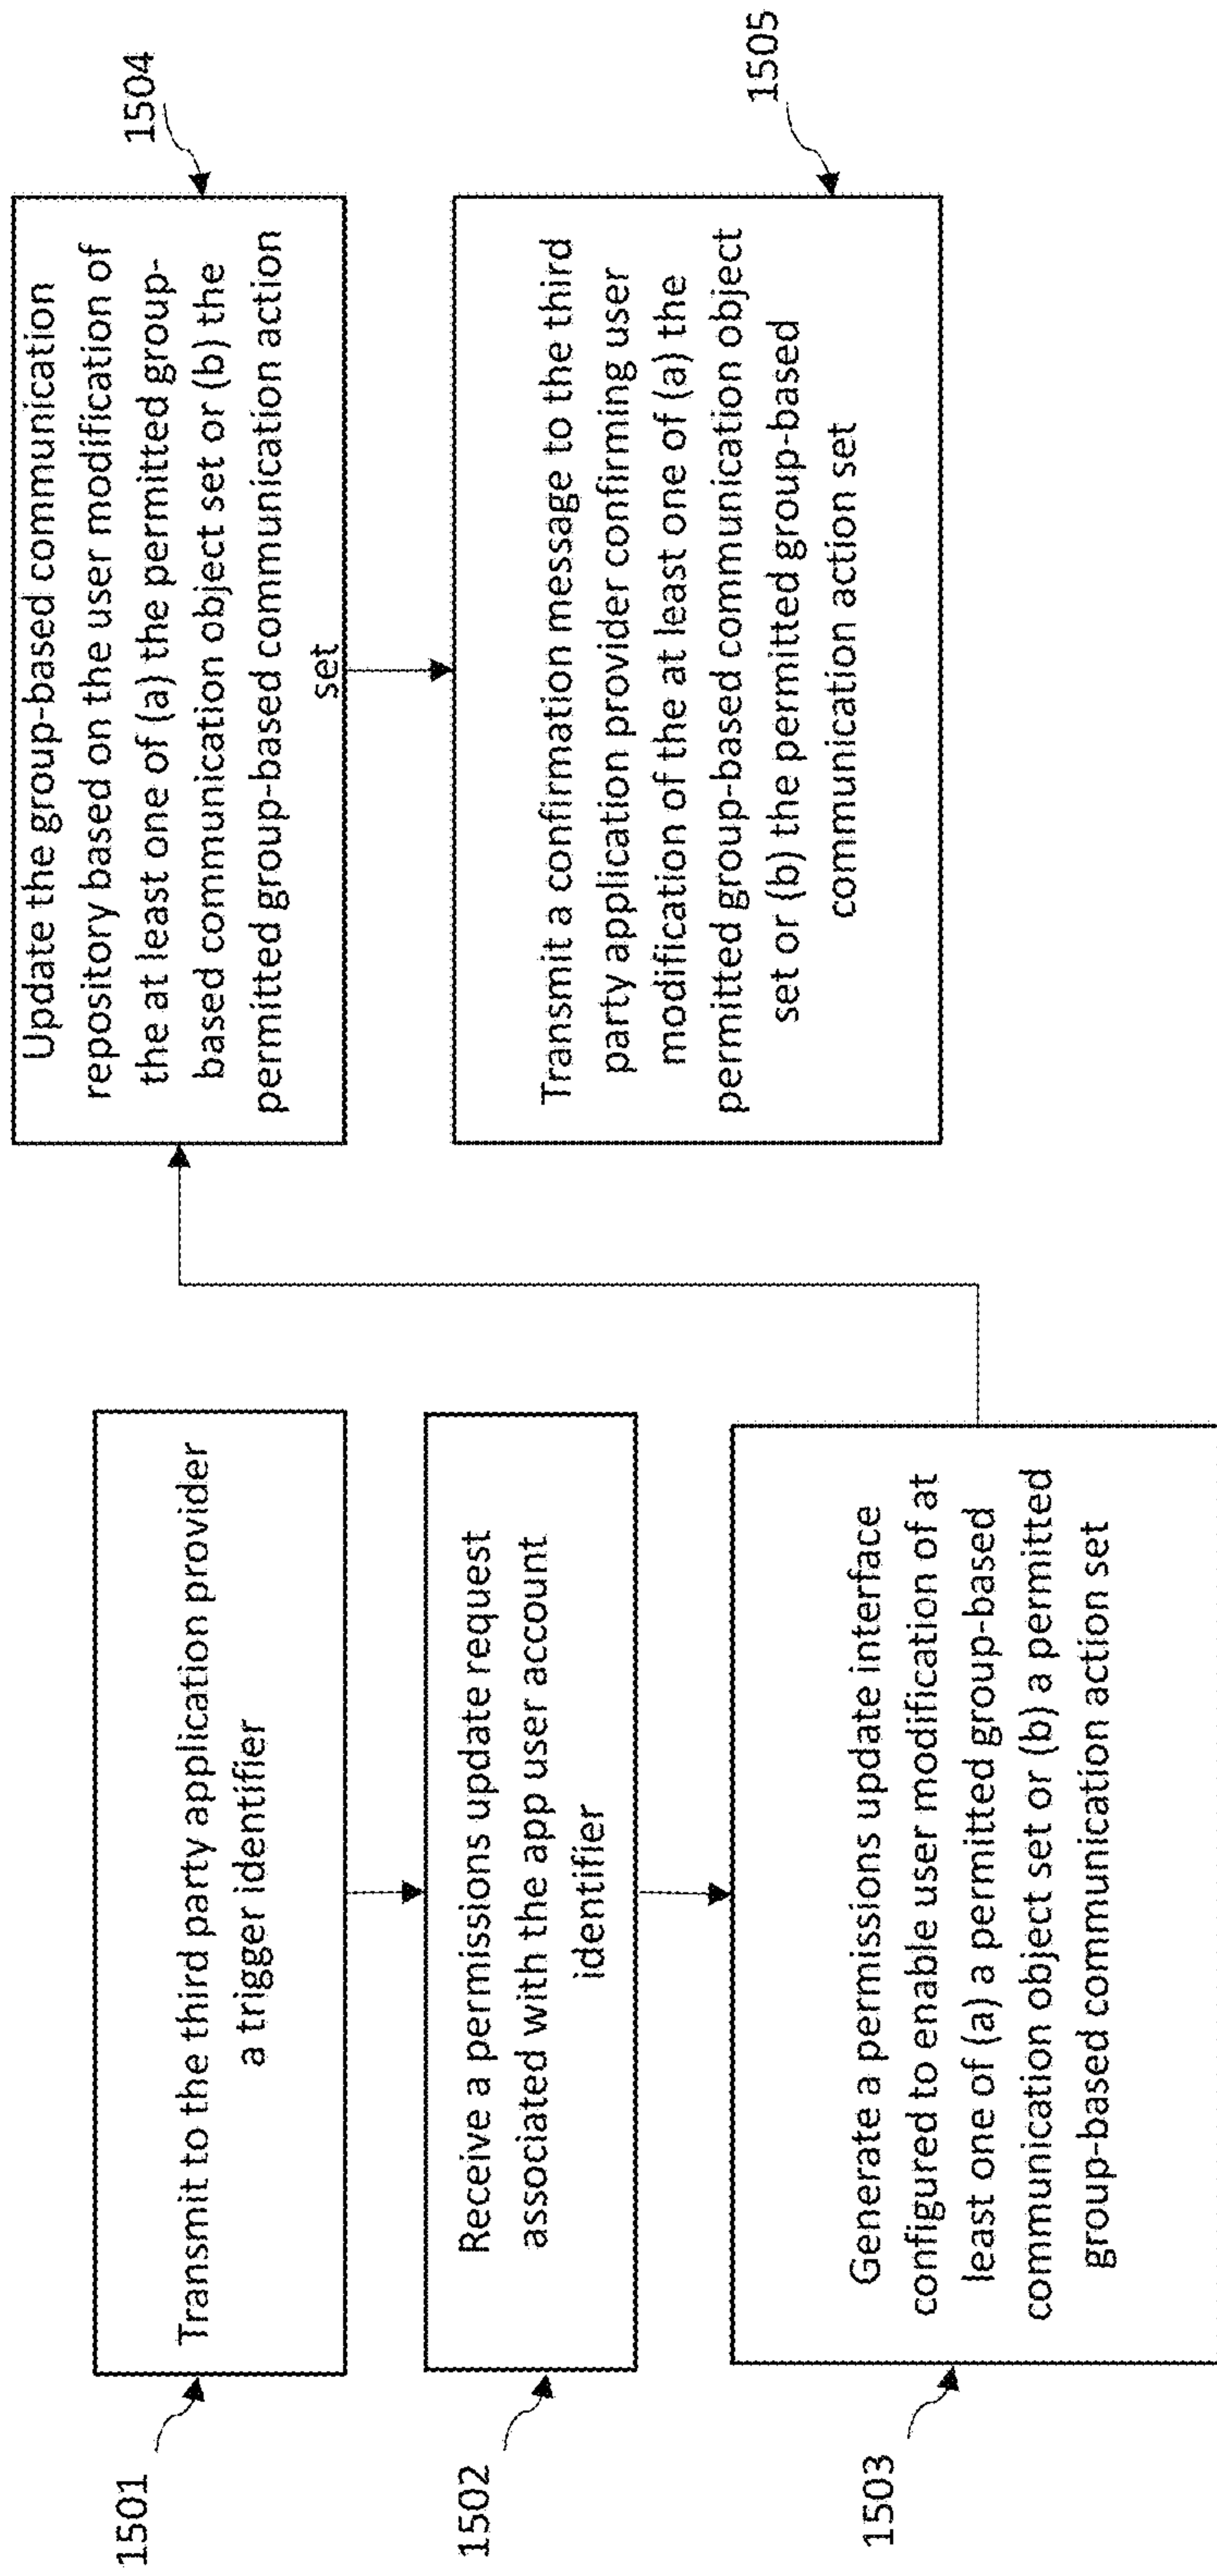 1501
Transmit to the third party application provider
a trigger identifier
1502
Receive a permissions update request
associated with the app user account
identifier
1503
Generate a permissions update interface
configured to enable user modification of at
least one of (a) a permitted group-based
communication object set or (b) a permitted
group-based communication action set
1504
Update the group-based communication
repository based on the user modification of
the at least one of (a) the permitted group-
based communication object set or (b) the
permitted group-based communication action
set
1505
Transmit a confirmation message to the third
party application provider confirming user
modification of the at least one of (a) the
permitted group-based communication object
set or (b) the permitted group-based
communication action set